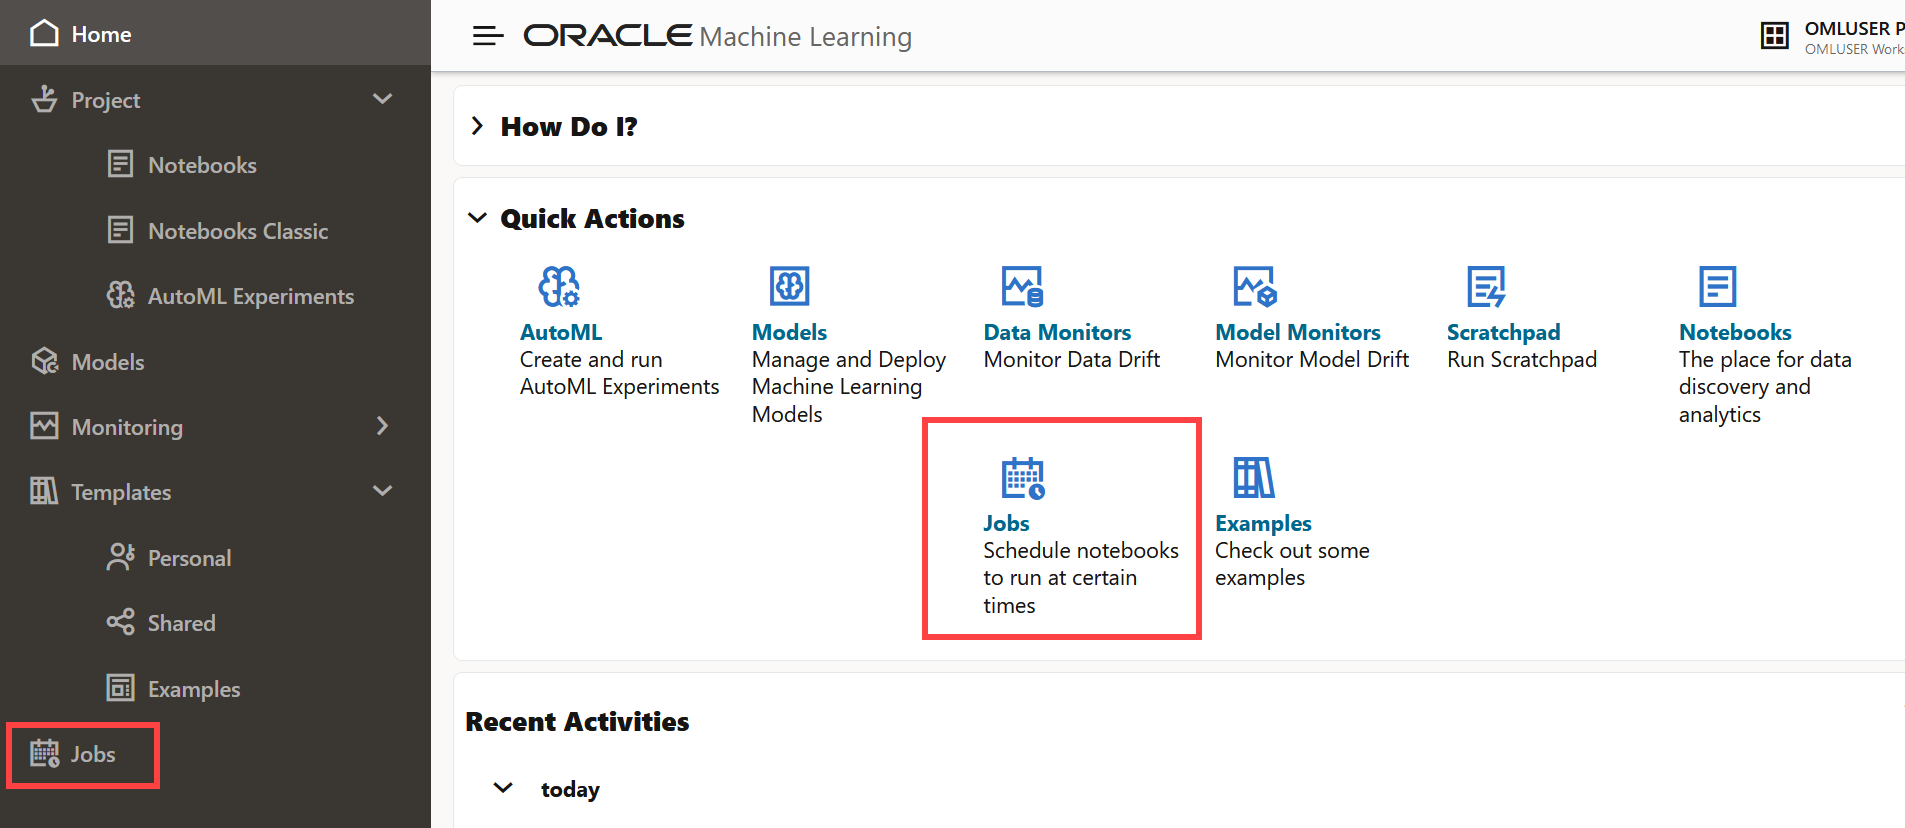 Home
Project
Notebooks
Notebooks Classic
AutoML Experiments
Models
Monitoring
Templates
Personal
Shared
Examples
Jobs
ORACLE Machine Learning
OMLUSER P
OMLUSER Works
How Do I?
Quick Actions
AutoML
Create and run
AutoML Experiments
Models
Manage and Deploy
Machine Learning
Models
Data Monitors
Monitor Data Drift
Model Monitors
Monitor Model Drift
Scratchpad
Run Scratchpad
Notebooks
The place for data
discovery and
analytics
Jobs
Schedule notebooks
to run at certain
times
Examples
Check out some
examples
Recent Activities
today